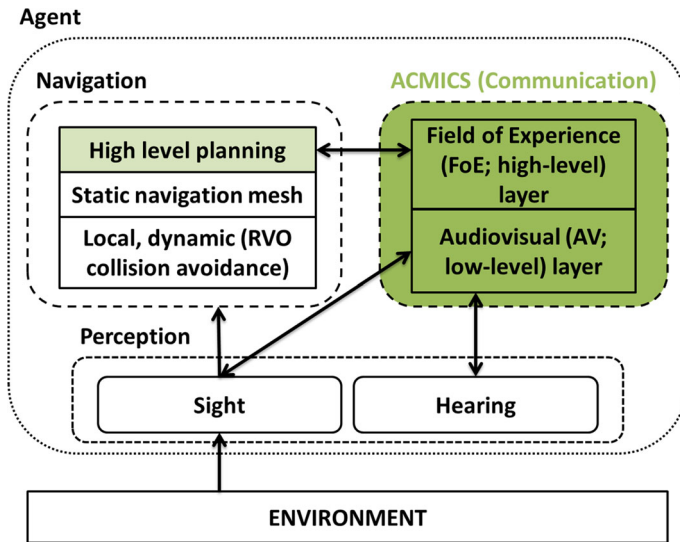 Agent
Navigation
ACMICS (Communication)
High level planning
Static navigation mesh
Local, dynamic (RVO
collision avoidance)
Field of Experience
(FoE; high-level)
layer
Audiovisual (AV;
low-level) layer
Perception
Sight
Hearing
ENVIRONMENT